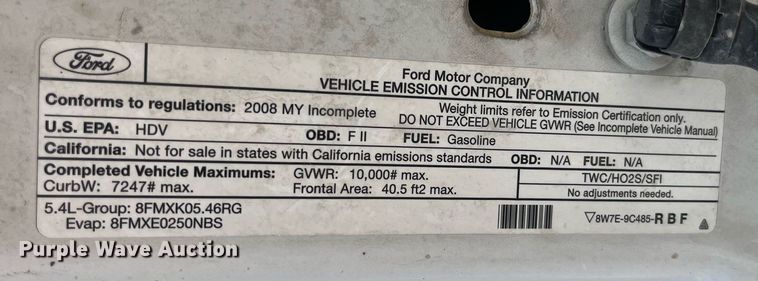 Ford
Ford Motor Company
VEHICLE EMISSION CONTROL INFORMATION
Conforms to regulations: 2008 MY Incomplete
Weight limits refer to Emission Certification only.
DO NOT EXCEED VEHICLE GVWR (See Incomplete Vehicle Manual)
U.S. EPA: HDV OBD: F II FUEL: Gasoline
California: Not for sale in states with California emissions standards OBD: N/A FUEL: N/A
Completed Vehicle Maximums: GVWR: 10,000# max. TWC/HO2S/SFI
CurbW: 7247# max. Frontal Area: 40.5 ft2 max. No adjustments needed.
5.4L-Group: 8FMXK05.46RG
Evap: 8FMXE0250NBS
8W7E-9C485-RBF
Purple Wave Auction